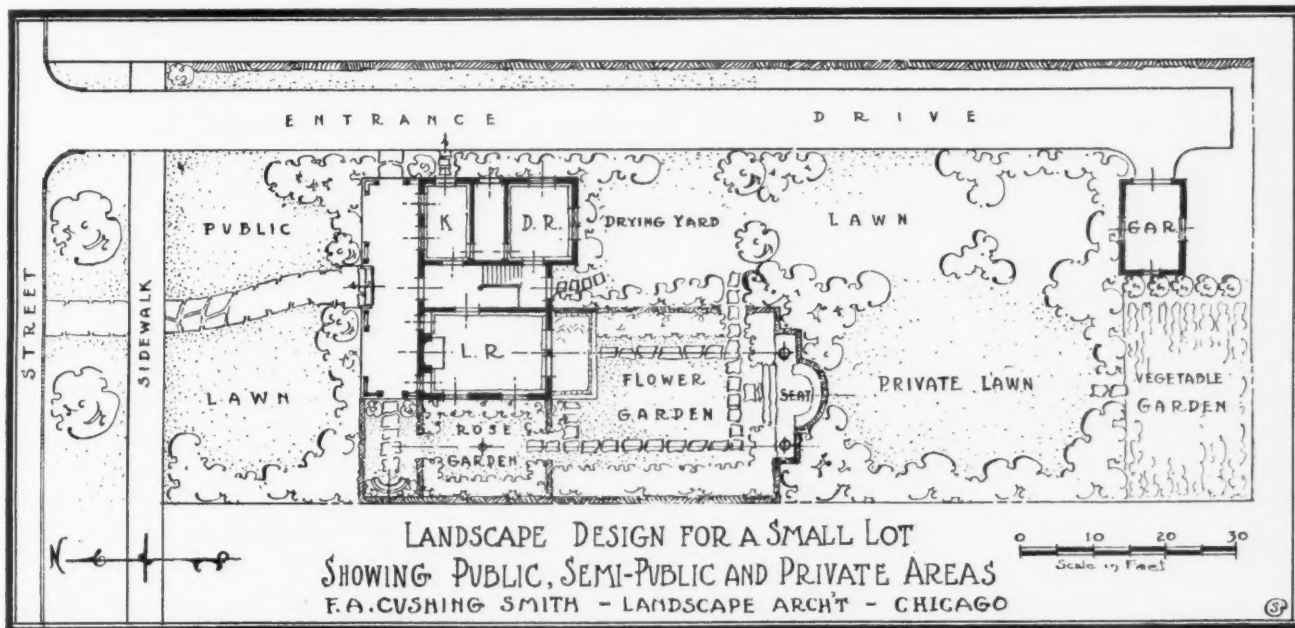 ENTRANCE DRIVE
PUBLIC
LAWN
K
D.R.
DRYING YARD
LAWN
GAR.
STREET
SIDEWALK
L.R.
FLOWER
GARDEN
SEAT
PRIVATE LAWN
VEGETABLE
GARDEN
ROSE
GARDEN
N
LANDSCAPE DESIGN FOR A SMALL LOT
SHOWING PUBLIC, SEMI-PUBLIC AND PRIVATE AREAS
F.A. CUSHING SMITH - LANDSCAPE ARCH'T - CHICAGO
0 10 20 30
Scale in Feet